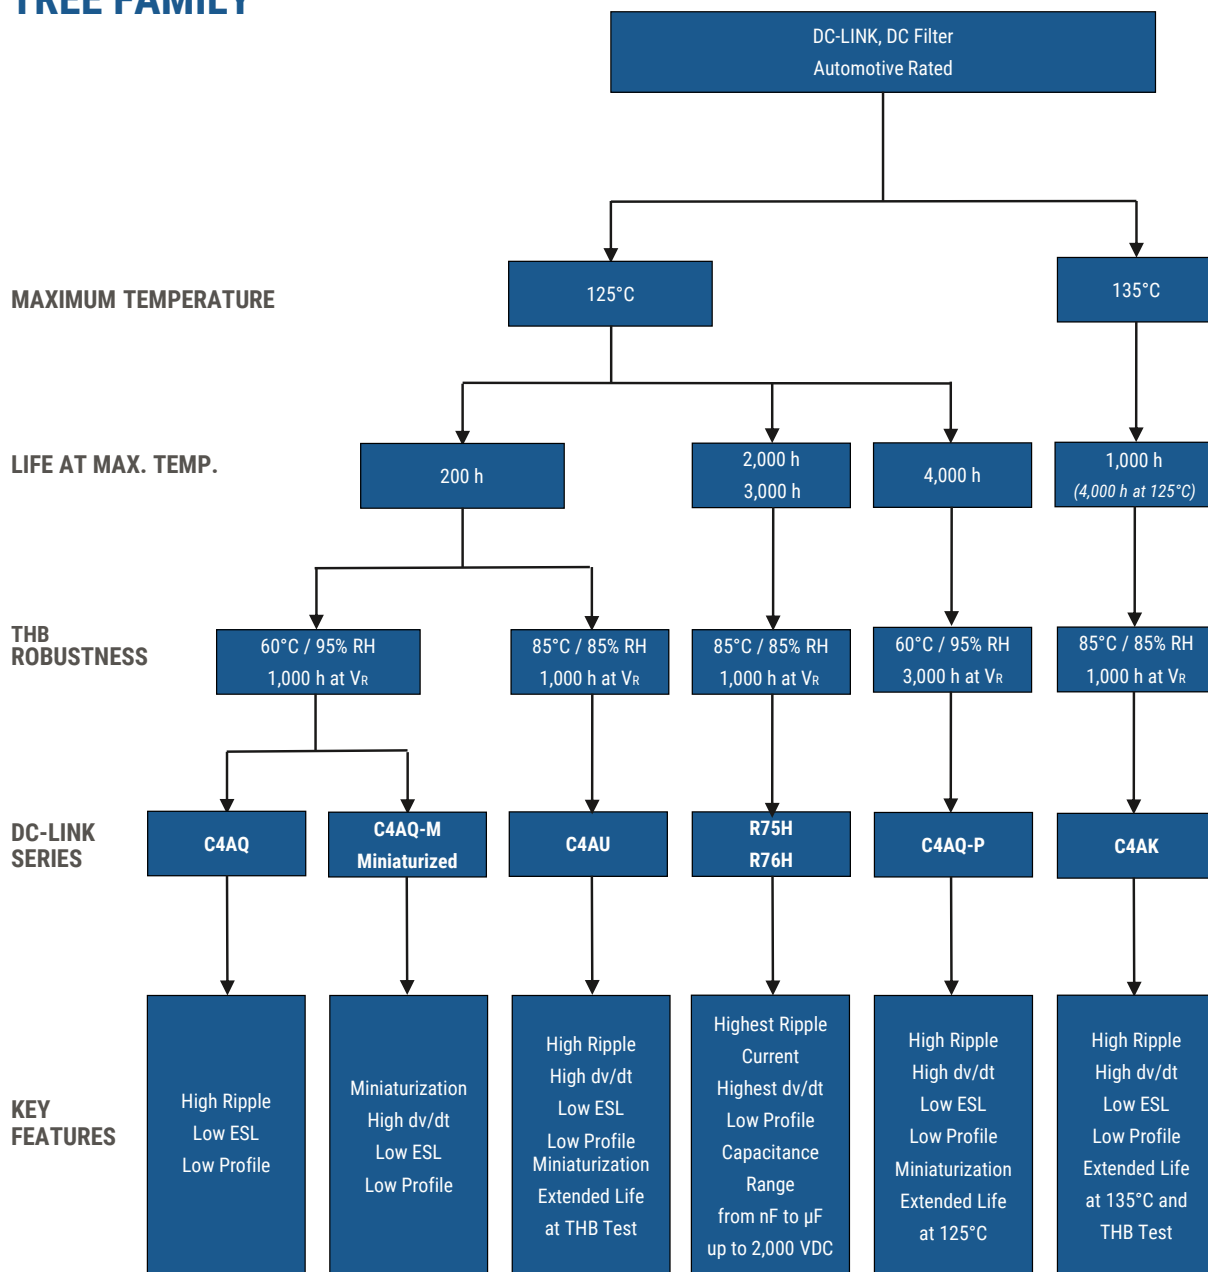 TREE FAMILY
DC-LINK, DC Filter
Automotive Rated
MAXIMUM TEMPERATURE
125°C
135°C
LIFE AT MAX. TEMP.
200 h
2,000 h
3,000 h
4,000 h
1,000 h
(4,000 h at 125°C)
THB
ROBUSTNESS
60°C / 95% RH
1,000 h at VR
85°C / 85% RH
1,000 h at VR
85°C / 85% RH
1,000 h at VR
60°C / 95% RH
3,000 h at VR
85°C / 85% RH
1,000 h at VR
DC-LINK
SERIES
C4AQ
C4AQ-M
Miniaturized
C4AU
R75H
R76H
C4AQ-P
C4AK
KEY
FEATURES
High Ripple
Low ESL
Low Profile
Miniaturization
High dv/dt
Low ESL
Low Profile
High Ripple
High dv/dt
Low ESL
Low Profile
Miniaturization
Extended Life
at THB Test
Highest Ripple
Current
Highest dv/dt
Low Profile
Capacitance
Range
from nF to µF
up to 2,000 VDC
High Ripple
High dv/dt
Low ESL
Low Profile
Miniaturization
Extended Life
at 125°C
High Ripple
High dv/dt
Low ESL
Low Profile
Extended Life
at 135°C and
THB Test